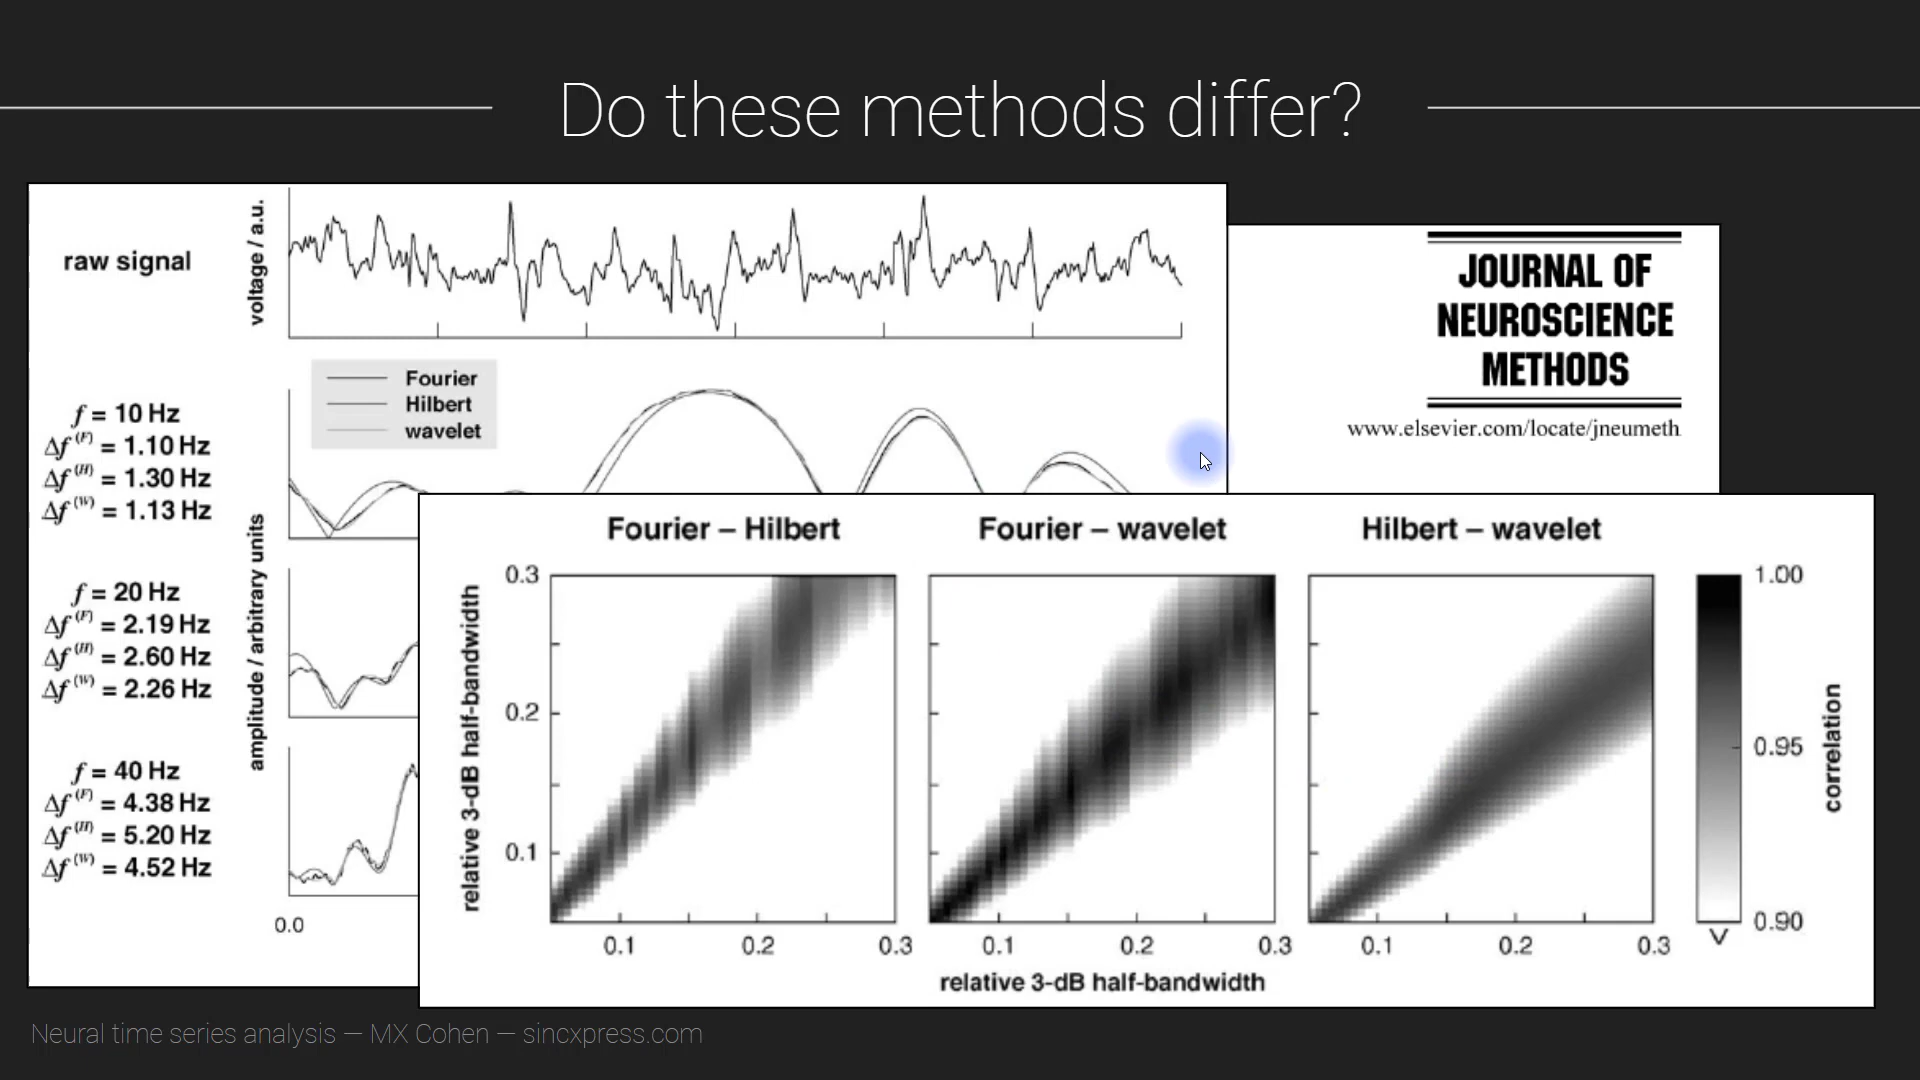 Do these methods differ?
raw signal
voltage / a.u.
JOURNAL OF
NEUROSCIENCE
METHODS
www.elsevier.com/locate/jneumeth
Fourier
Hilbert
wavelet
f = 10 Hz
Δf (F) = 1.10 Hz
Δf (H) = 1.30 Hz
Δf (W) = 1.13 Hz
f = 20 Hz
Δf (F) = 2.19 Hz
Δf (H) = 2.60 Hz
Δf (W) = 2.26 Hz
f = 40 Hz
Δf (F) = 4.38 Hz
Δf (H) = 5.20 Hz
Δf (W) = 4.52 Hz
amplitude / arbitrary units
0.0
Fourier – Hilbert
Fourier – wavelet
Hilbert – wavelet
relative 3-dB half-bandwidth
0.3
0.2
0.1
0.1 0.2 0.3
0.1 0.2 0.3
0.1 0.2 0.3
relative 3-dB half-bandwidth
1.00
0.95
0.90
correlation
Neural time series analysis — MX Cohen — sincxpress.com